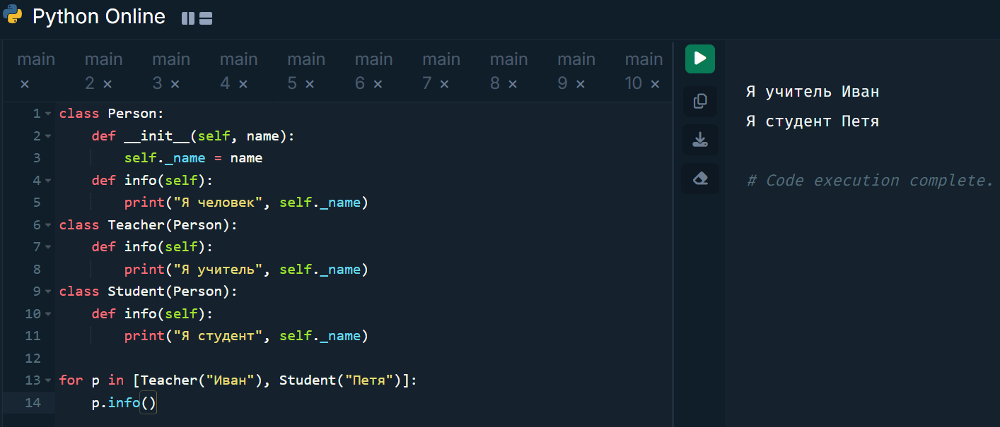 Python Online
main main main main main main main main main main
× 2 × 3 × 4 × 5 × 6 × 7 × 8 × 9 × 10 ×
1 class Person:
2     def __init__(self, name):
3         self._name = name
4     def info(self):
5         print("Я человек", self._name)
6 class Teacher(Person):
7     def info(self):
8         print("Я учитель", self._name)
9 class Student(Person):
10     def info(self):
11         print("Я студент", self._name)
12
13 for p in [Teacher("Иван"), Student("Петя")]:
14     p.info()
Я учитель Иван
Я студент Петя
# Code execution complete.